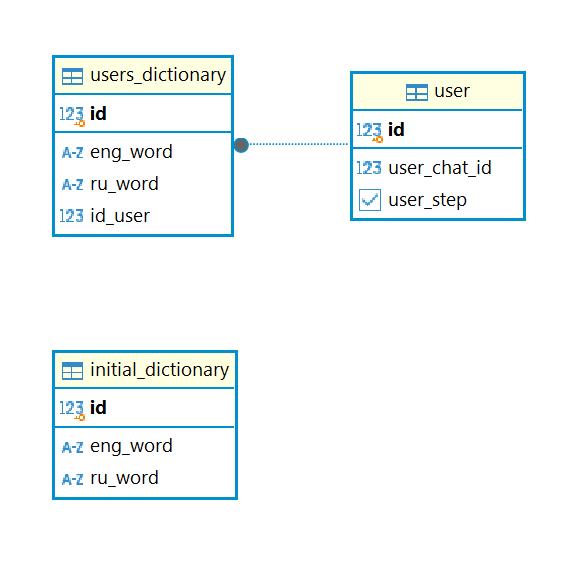 users_dictionary
123 id
A-Z eng_word
A-Z ru_word
123 id_user
user
123 id
123 user_chat_id
user_step
initial_dictionary
123 id
A-Z eng_word
A-Z ru_word